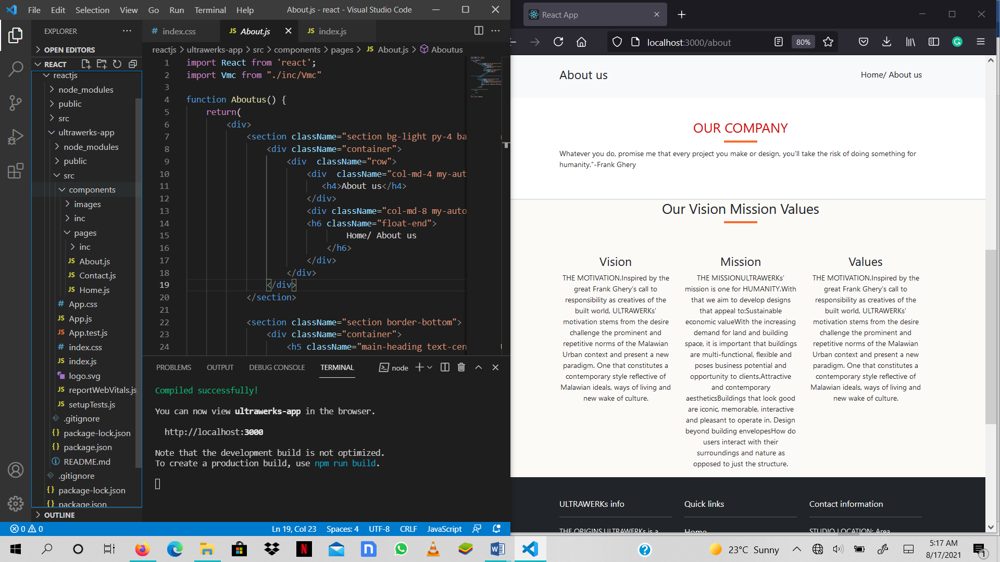 File Edit Selection View Go Run Terminal Help About.js - react - Visual Studio Code
EXPLORER
OPEN EDITORS
REACT
reactjs
node_modules
public
src
ultrawerks-app
node_modules
public
src
components
images
inc
pages
inc
JS About.js
JS Contact.js
JS Home.js
# App.css
JS App.js
JS App.test.js
# index.css
JS index.js
logo.svg
JS reportWebVitals.js
JS setupTests.js
.gitignore
{} package-lock.json
{} package.json
README.md
.gitignore
{} package-lock.json
{} package.json
OUTLINE
# index.css JS About.js JS index.js
reactjs > ultrawerks-app > src > components > pages > JS About.js > Aboutus
1 import React from 'react';
2 import Vmc from "./inc/Vmc"
3
4 function Aboutus() {
5 return(
6 <div>
7 <section className="section bg-light py-4 ba
8 <div className="container">
9 <div  className="row">
10 <div  className="col-md-4 my-aut
11 <h4>About us</h4>
12 </div>
13 <div className="col-md-8 my-auto
14 <h6 className="float-end">
15 Home/ About us
16 </h6>
17 </div>
18 </div>
19 </div>
20 </section>
21
22 <section className="section border-bottom">
23 <div className="container">
24 <h5 className="main-heading text-cen
PROBLEMS OUTPUT DEBUG CONSOLE TERMINAL node
Compiled successfully!
You can now view ultrawerks-app in the browser.
http://localhost:3000
Note that the development build is not optimized.
To create a production build, use npm run build.
0 0 Ln 19, Col 23 Spaces: 4 UTF-8 CRLF JavaScript
React App
localhost:3000/about 80%
About us
Home/ About us
OUR COMPANY
Whatever you do, promise me that every project you make or design, you’ll take the risk of doing something for
humanity.”-Frank Ghery
Our Vision Mission Values
Vision
THE MOTIVATION.Inspired by the
great Frank Ghery’s call to
responsibility as creatives of the
built world, ULTRAWERKs’
motivation stems from the desire
challenge the prominent and
repetitive norms of the Malawian
Urban context and present a new
paradigm. One that constitutes a
contemporary style reflective of
Malawian ideals, ways of living and
new wake of culture.
Mission
THE MISSIONULTRAWERKs’
mission is one for HUMANITY.With
that we aim to develop designs
that appeal to:Sustainable
economic valueWith the increasing
demand for land and building
space, it is important that buildings
are multi-functional, flexible and
poses business potential and
opportunity to clients.Attractive
and contemporary
aestheticsBuildings that look good
are iconic, memorable, interactive
and pleasant to operate in. Design
beyond building envelopesHow do
users interact with their
surroundings and nature as
opposed to just the structure.
Values
THE MOTIVATION.Inspired by the
great Frank Ghery’s call to
responsibility as creatives of the
built world, ULTRAWERKs’
motivation stems from the desire
challenge the prominent and
repetitive norms of the Malawian
Urban context and present a new
paradigm. One that constitutes a
contemporary style reflective of
Malawian ideals, ways of living and
new wake of culture.
ULTRAWERKs info
THE ORIGINS ULTRAWERKs is a
Quick links
Home
Contact information
STUDIO LOCATION: Area
23°C Sunny
5:17 AM
8/17/2021
1